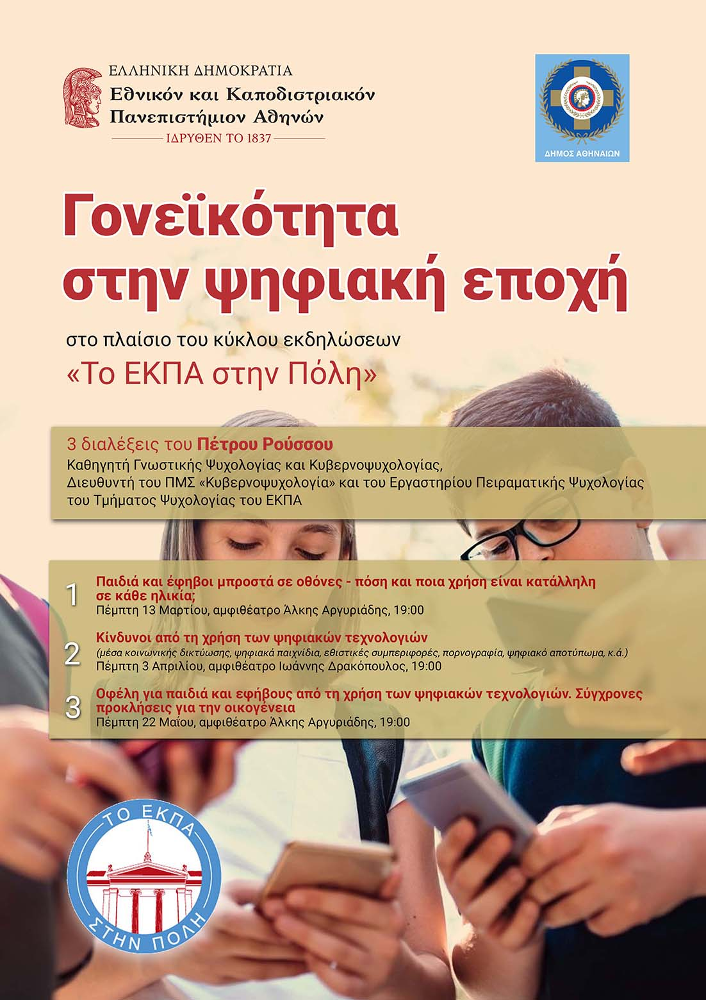 ΕΛΛΗΝΙΚΗ ΔΗΜΟΚΡΑΤΙΑ
Εθνικόν και Καποδιστριακόν
Πανεπιστήμιον Αθηνών
ΙΔΡΥΘΕΝ ΤΟ 1837
ΔΗΜΟΣ ΑΘΗΝΑΙΩΝ
Γονεϊκότητα
στην ψηφιακή εποχή
στο πλαίσιο του κύκλου εκδηλώσεων
«Το ΕΚΠΑ στην Πόλη»
3 διαλέξεις του Πέτρου Ρούσσου
Καθηγητή Γνωστικής Ψυχολογίας και Κυβερνοψυχολογίας,
Διευθυντή του ΠΜΣ «Κυβερνοψυχολογία» και του Εργαστηρίου Πειραματικής Ψυχολογίας
του Τμήματος Ψυχολογίας του ΕΚΠΑ
1 Παιδιά και έφηβοι μπροστά σε οθόνες - πόση και ποια χρήση είναι κατάλληλη
σε κάθε ηλικία;
Πέμπτη 13 Μαρτίου, αμφιθέατρο Άλκης Αργυριάδης, 19:00
2 Κίνδυνοι από τη χρήση των ψηφιακών τεχνολογιών
(μέσα κοινωνικής δικτύωσης, ψηφιακά παιχνίδια, εθιστικές συμπεριφορές, πορνογραφία, ψηφιακό αποτύπωμα, κ.ά.)
Πέμπτη 3 Απριλίου, αμφιθέατρο Ιωάννης Δρακόπουλος, 19:00
3 Οφέλη για παιδιά και εφήβους από τη χρήση των ψηφιακών τεχνολογιών. Σύγχρονες
προκλήσεις για την οικογένεια
Πέμπτη 22 Μαΐου, αμφιθέατρο Άλκης Αργυριάδης, 19:00
ΤΟ ΕΚΠΑ
ΣΤΗΝ ΠΟΛΗ